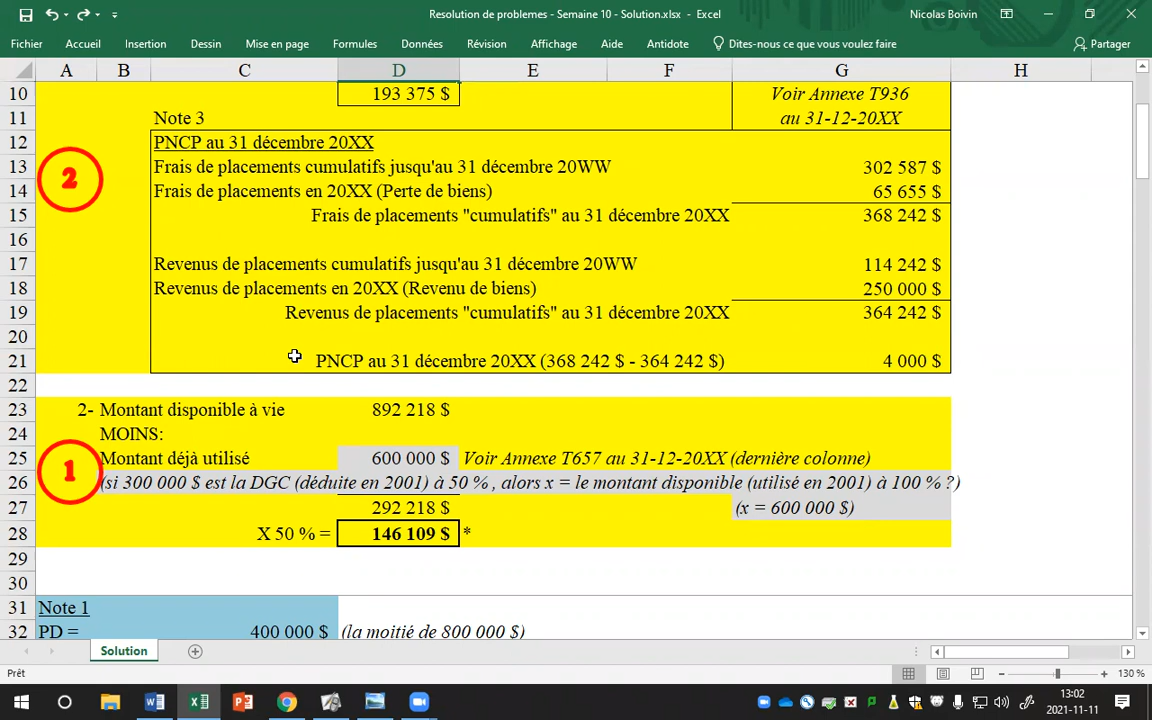 Resolution de problemes - Semaine 10 - Solution.xlsx - Excel
Nicolas Boivin
Fichier Accueil Insertion Dessin Mise en page Formules Données Révision Affichage Aide Antidote Dites-nous ce que vous voulez faire Partager
A B C D E F G H
10 193 375 $ Voir Annexe T936
11 Note 3 au 31-12-20XX
12 PNCP au 31 décembre 20XX
13 Frais de placements cumulatifs jusqu'au 31 décembre 20WW 302 587 $
2
14 Frais de placements en 20XX (Perte de biens) 65 655 $
15 Frais de placements "cumulatifs" au 31 décembre 20XX 368 242 $
16
17 Revenus de placements cumulatifs jusqu'au 31 décembre 20WW 114 242 $
18 Revenus de placements en 20XX (Revenu de biens) 250 000 $
19 Revenus de placements "cumulatifs" au 31 décembre 20XX 364 242 $
20
21 PNCP au 31 décembre 20XX (368 242 $ - 364 242 $) 4 000 $
22
23 2- Montant disponible à vie 892 218 $
24 MOINS:
25 Montant déjà utilisé 600 000 $ Voir Annexe T657 au 31-12-20XX (dernière colonne)
1
26 (si 300 000 $ est la DGC (déduite en 2001) à 50 % , alors x = le montant disponible (utilisé en 2001) à 100 % ?)
27 292 218 $ (x = 600 000 $)
28 X 50 % = 146 109 $ *
29
30
31 Note 1
32 PD = 400 000 $ (la moitié de 800 000 $)
Solution
Prêt 130 %
13:02
2021-11-11